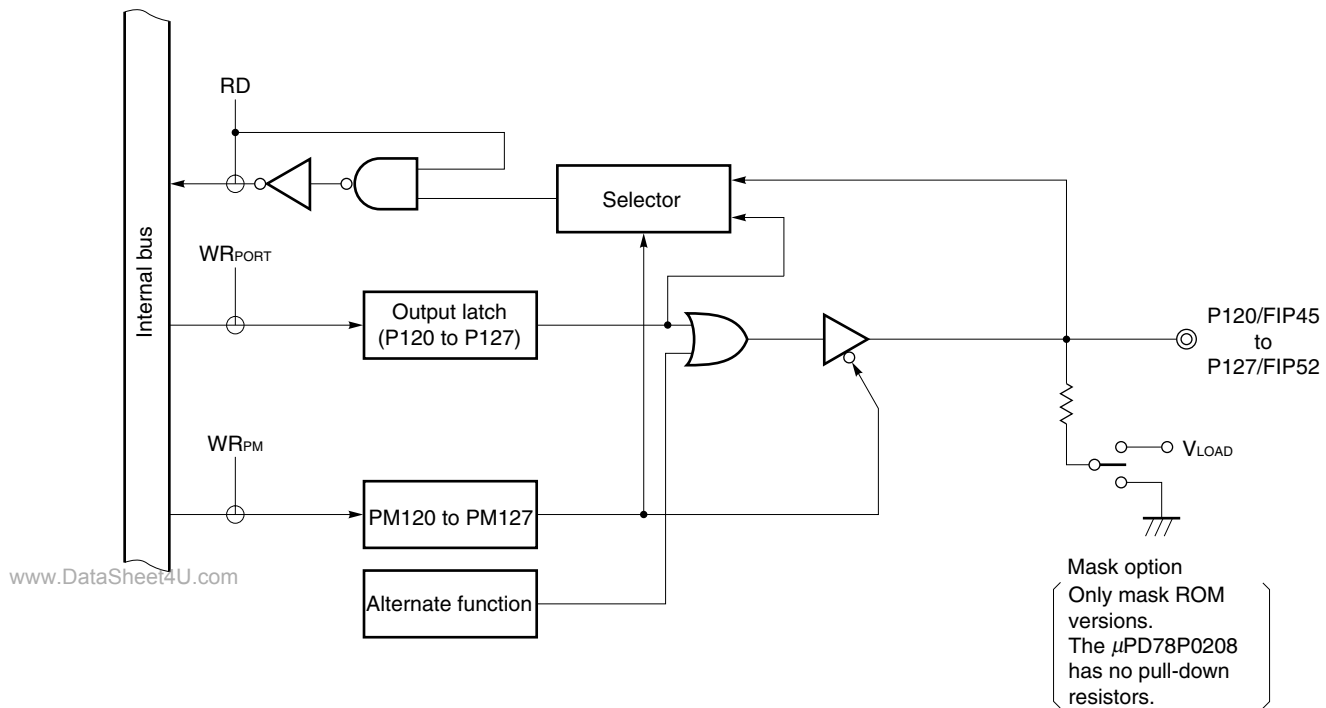 RD
Selector
Internal bus
WRPORT
Output latch
(P120 to P127)
P120/FIP45
to
P127/FIP52
WRPM
VLOAD
PM120 to PM127
www.DataSheet4U.com
Alternate function
Mask option
Only mask ROM
versions.
The μPD78P0208
has no pull-down
resistors.